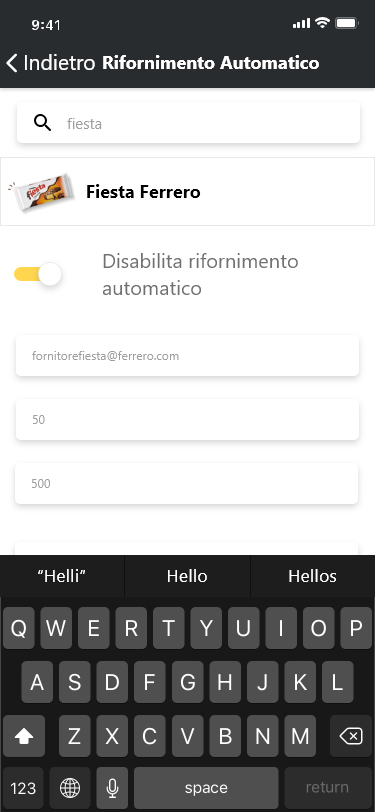 9:41
Indietro Rifornimento Automatico
fiesta
fiesta
Fiesta Ferrero
Disabilita rifornimento
automatico
fornitorefiesta@ferrero.com
50
500
“Helli” Hello Hellos
Q W E R T Y U I O P
A S D F G H J K L
Z X C V B N M
123 space return